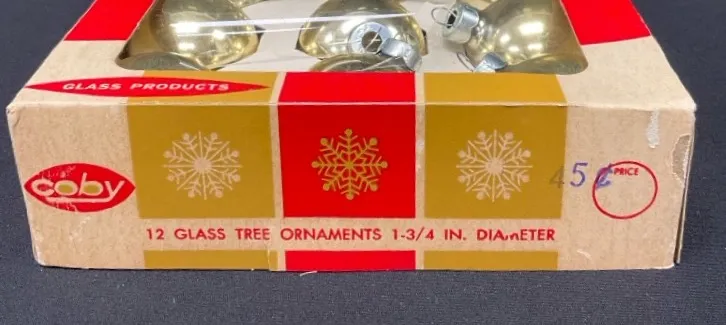 GLASS PRODUCTS
coby
45¢
PRICE
12 GLASS TREE ORNAMENTS 1-3/4 IN. DIAMETER